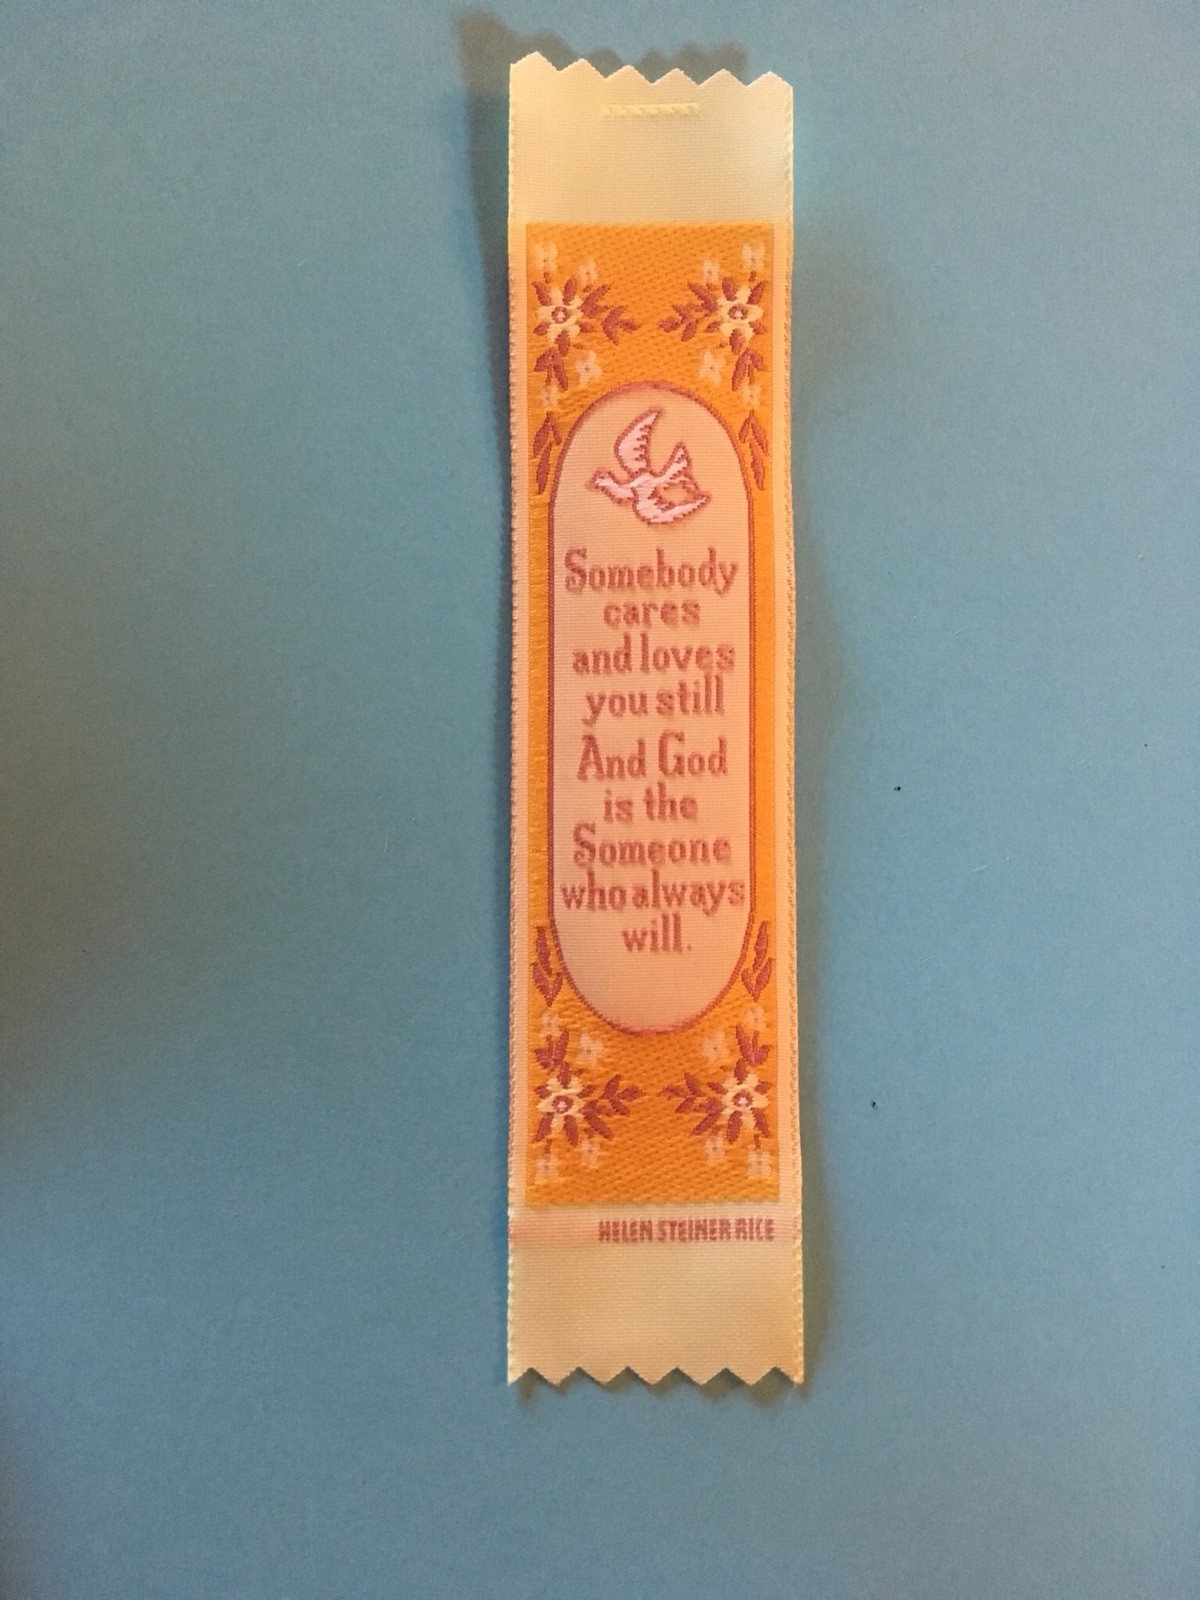 Somebody
cares
and loves
you still
And God
is the
Someone
who always
will.
HELEN STEINER RICE